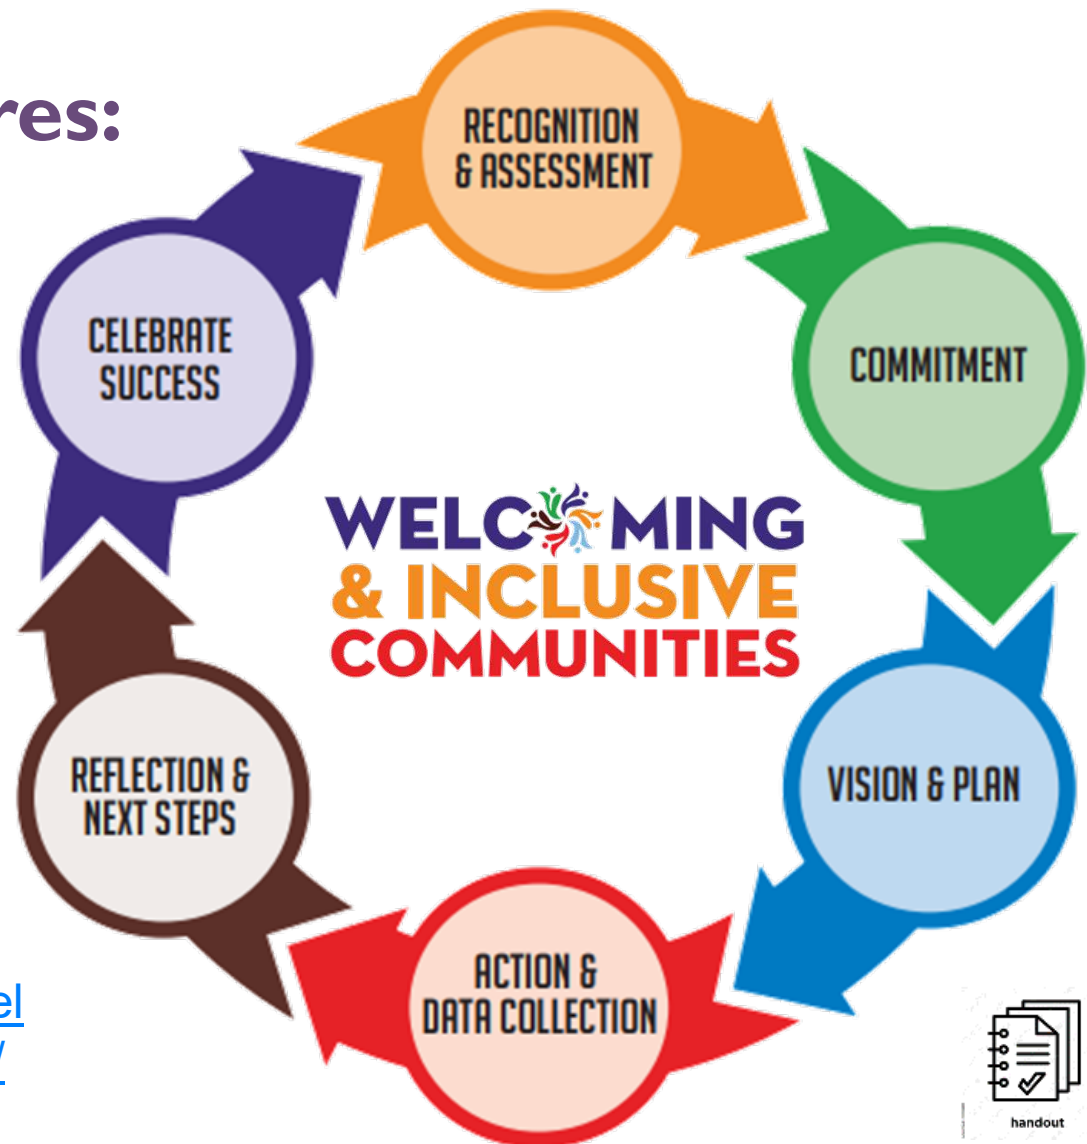 res:
RECOGNITION
& ASSESSMENT
COMMITMENT
VISION & PLAN
ACTION &
DATA COLLECTION
REFLECTION &
NEXT STEPS
CELEBRATE
SUCCESS
WELCOMING
& INCLUSIVE
COMMUNITIES
el
/
handout